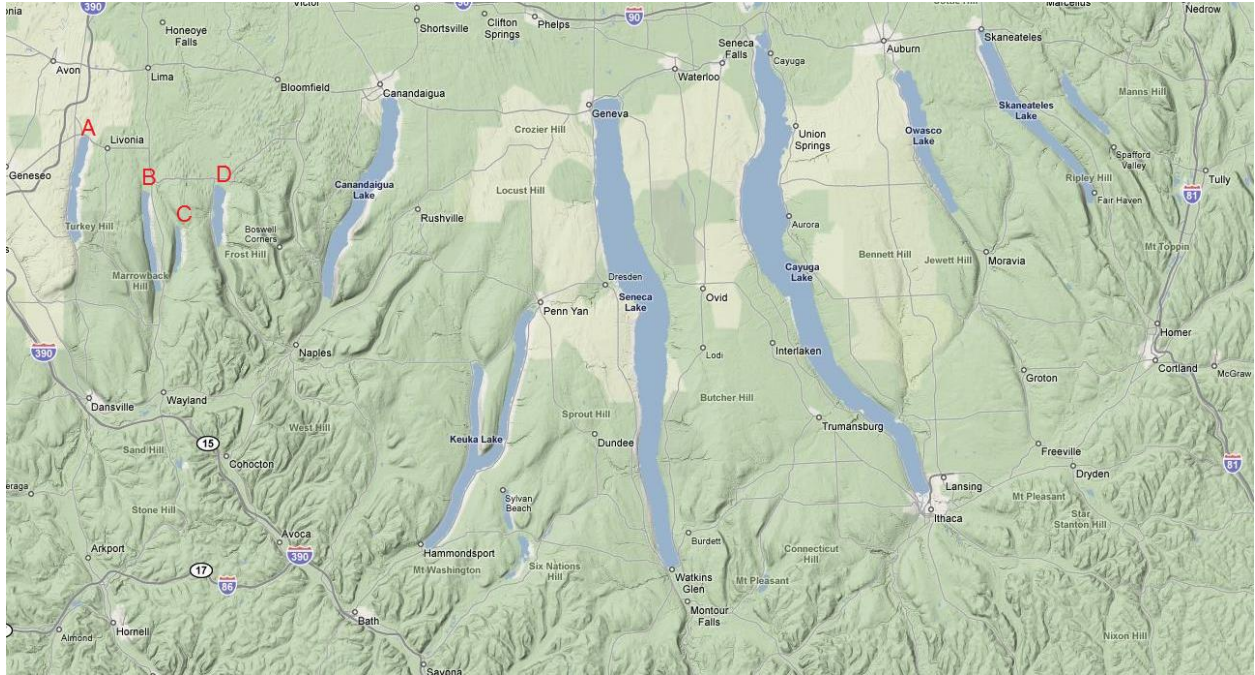 390
Honeoye
Falls
Victor
Shortsville
Clifton
Springs
Phelps
90
Seneca
Falls
Cayuga
Waterloo
Auburn
Skaneateles
Marcellus
Nedrow
Avon
Lima
Bloomfield
Canandaigua
Geneva
A
Livonia
Geneseo
B
D
C
Canandaigua
Lake
Crozier Hill
Locust Hill
Union
Springs
Owasco
Lake
Skaneateles
Lake
Manns Hill
Spafford
Valley
Ripley Hill
Fair Haven
Tully
81
Turkey Hill
Boswell
Corners
Frost Hill
Rushville
Aurora
Bennett Hill
Jewett Hill
Moravia
Mt Toppin
Marrowback
Hill
Dresden
Seneca
Lake
Cayuga
Lake
Ovid
Penn Yan
Homer
390
Naples
Lodi
Interlaken
Cortland
McGraw
Groton
Dansville
Wayland
West Hill
Sprout Hill
Butcher Hill
Trumansburg
15
Sand Hill
Keuka Lake
Dundee
Freeville
81
Cohocton
Dryden
Lansing
Sylvan
Beach
Mt Pleasant
Stone Hill
Star
Stanton Hill
Ithaca
Avoca
Burdett
Arkport
390
Hammondsport
Mt Washington
Six Nations
Hill
Connecticut
Hill
17
86
Watkins
Glen
Mt Pleasant
Montour
Falls
Bath
Almond
Hornell
Nixon Hill
Savona